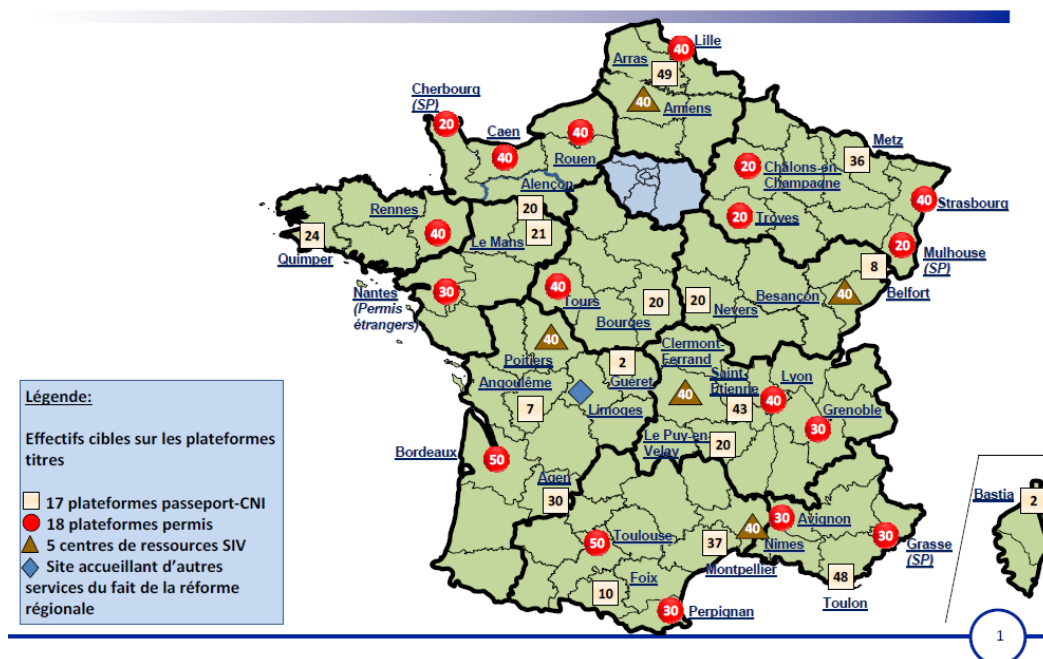 Lille
40
Arras
49
40
Amiens
Cherbourg
(SP)
20
Caen
40
40
Rouen
Metz
36
20
Châlons-en-
Champagne
Alençon
20
40
Strasbourg
20
Troyes
Rennes
40
21
Le Mans
24
Quimper
20
Mulhouse
(SP)
8
Belfort
Besançon
40
Nantes
(Permis
étrangers)
30
40
Tours
20
Bourges
20
Nevers
40
Poitiers
Clermont-
Ferrand
2
Guéret
Saint-
Etienne
Lyon
40
40
43
Angoulême
7
Limoges
Grenoble
30
Le Puy-en-
Velay
20
Bordeaux
50
Agen
30
Toulouse
50
30
Avignon
40
Nîmes
30
Grasse
(SP)
37
Montpellier
Foix
10
48
Toulon
30
Perpignan
Bastia
2
Légende:
Effectifs cibles sur les plateformes
titres
17 plateformes passeport-CNI
18 plateformes permis
5 centres de ressources SIV
Site accueillant d'autres
services du fait de la réforme
régionale
1